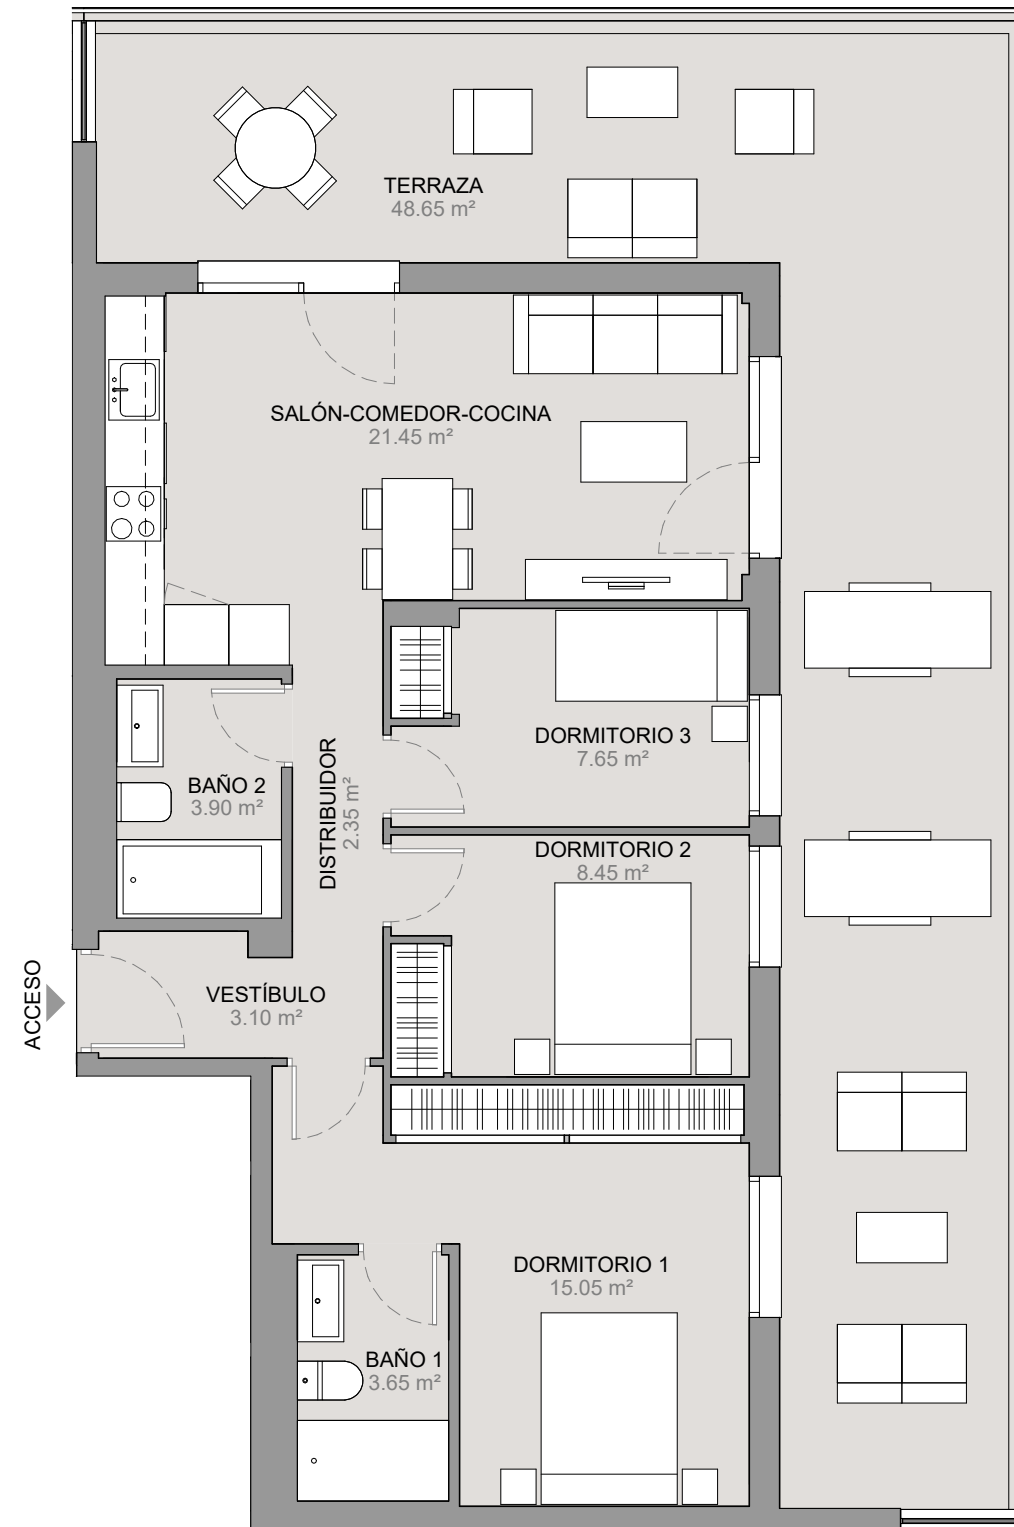 TERRAZA
48.65 m²
SALÓN-COMEDOR-COCINA
21.45 m²
DORMITORIO 3
7.65 m²
BAÑO 2
3.90 m²
DISTRIBUIDOR
2.35 m²
DORMITORIO 2
8.45 m²
ACCESO
VESTÍBULO
3.10 m²
DORMITORIO 1
15.05 m²
BAÑO 1
3.65 m²